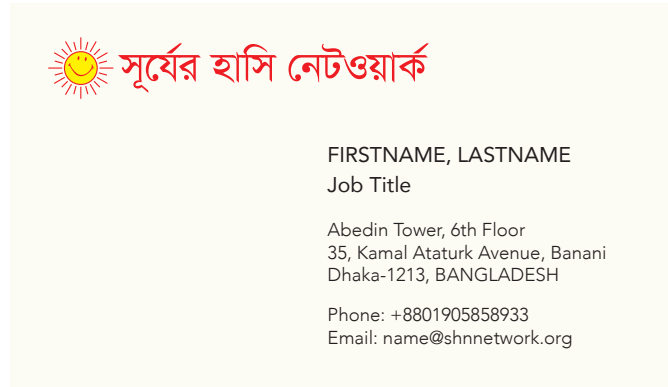 সূর্যের হাসি নেটওয়ার্ক
FIRSTNAME, LASTNAME
Job Title
Abedin Tower, 6th Floor
35, Kamal Ataturk Avenue, Banani
Dhaka-1213, BANGLADESH
Phone: +8801905858933
Email: name@shnnetwork.org